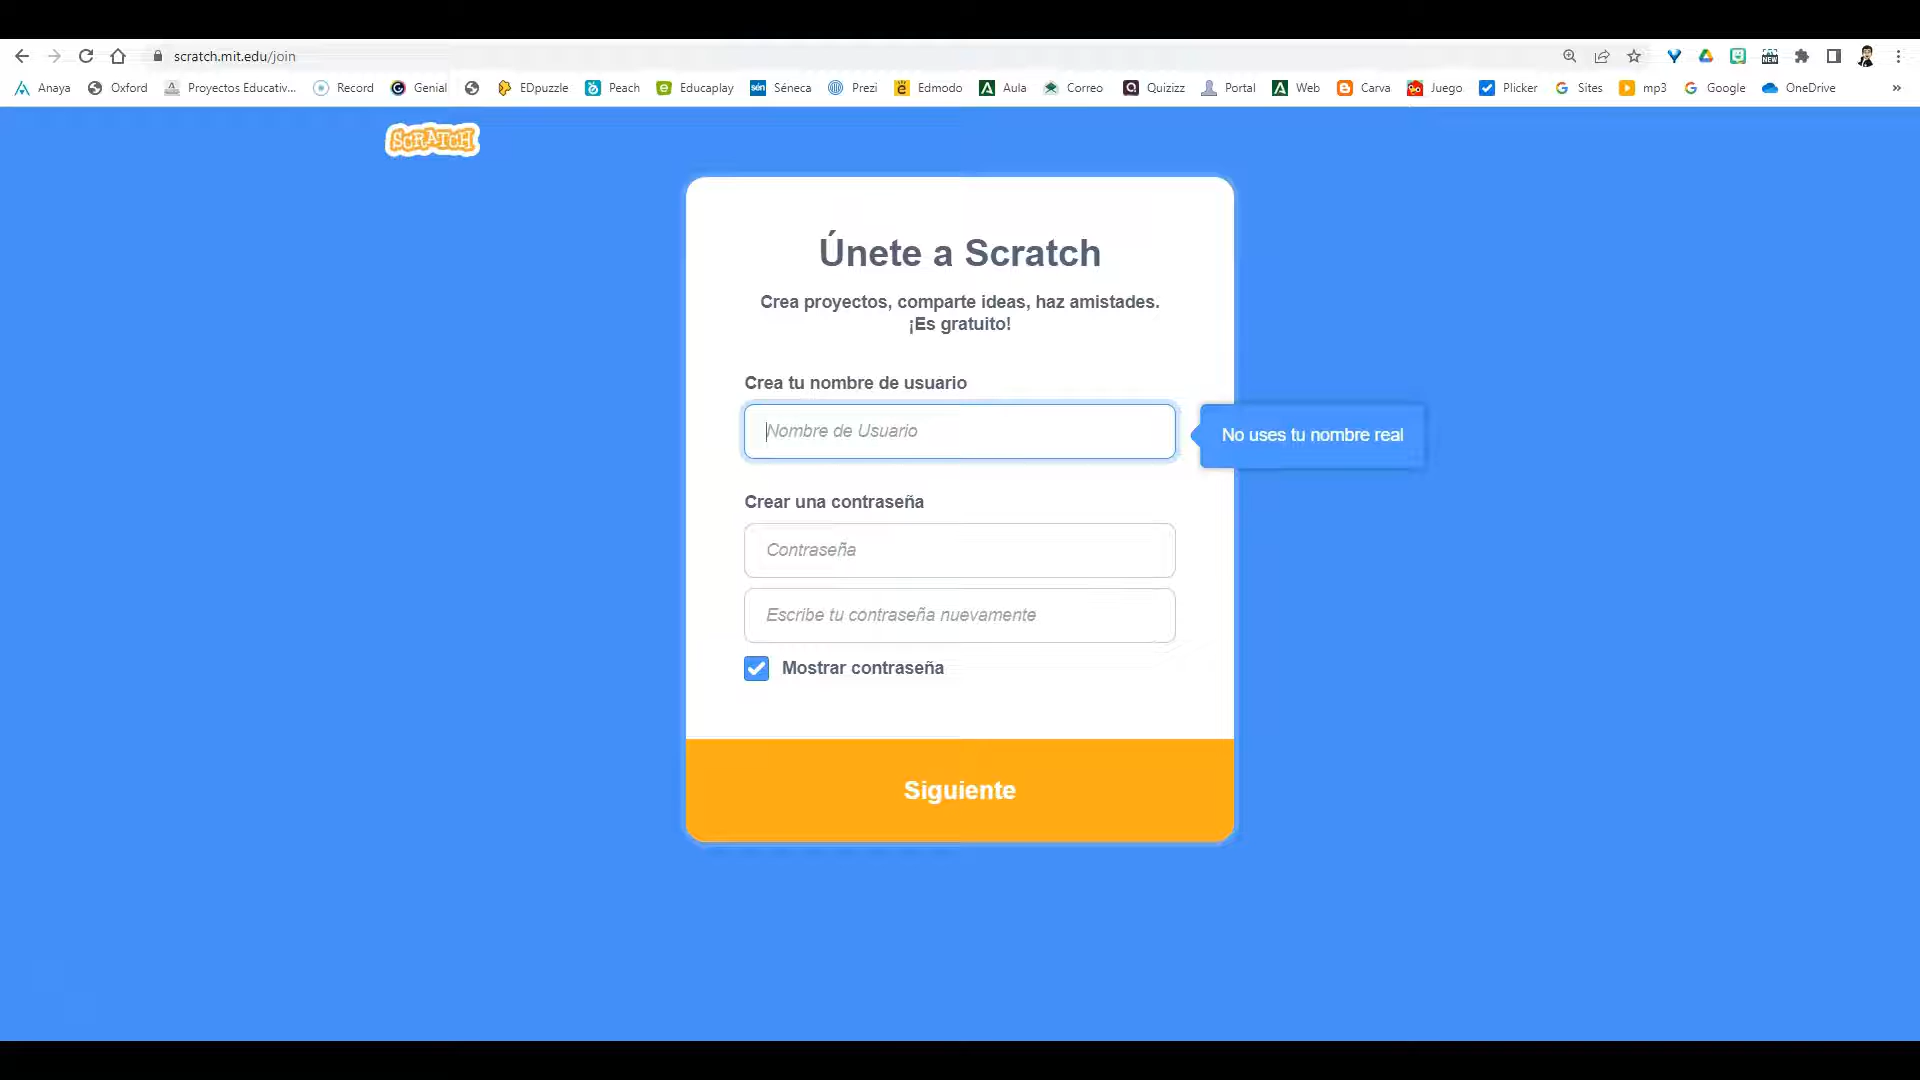 scratch.mit.edu/join
NEW
Anaya Oxford Proyectos Educativ... Record Genial EDpuzzle Peach Educaplay Séneca Prezi Edmodo Aula Correo Quizizz Portal Web Carva Juego Plicker Sites mp3 Google OneDrive »
SCRATCH
Únete a Scratch
Crea proyectos, comparte ideas, haz amistades.
¡Es gratuito!
Crea tu nombre de usuario
Nombre de Usuario
No uses tu nombre real
Crear una contraseña
Contraseña
Escribe tu contraseña nuevamente
Mostrar contraseña
Siguiente